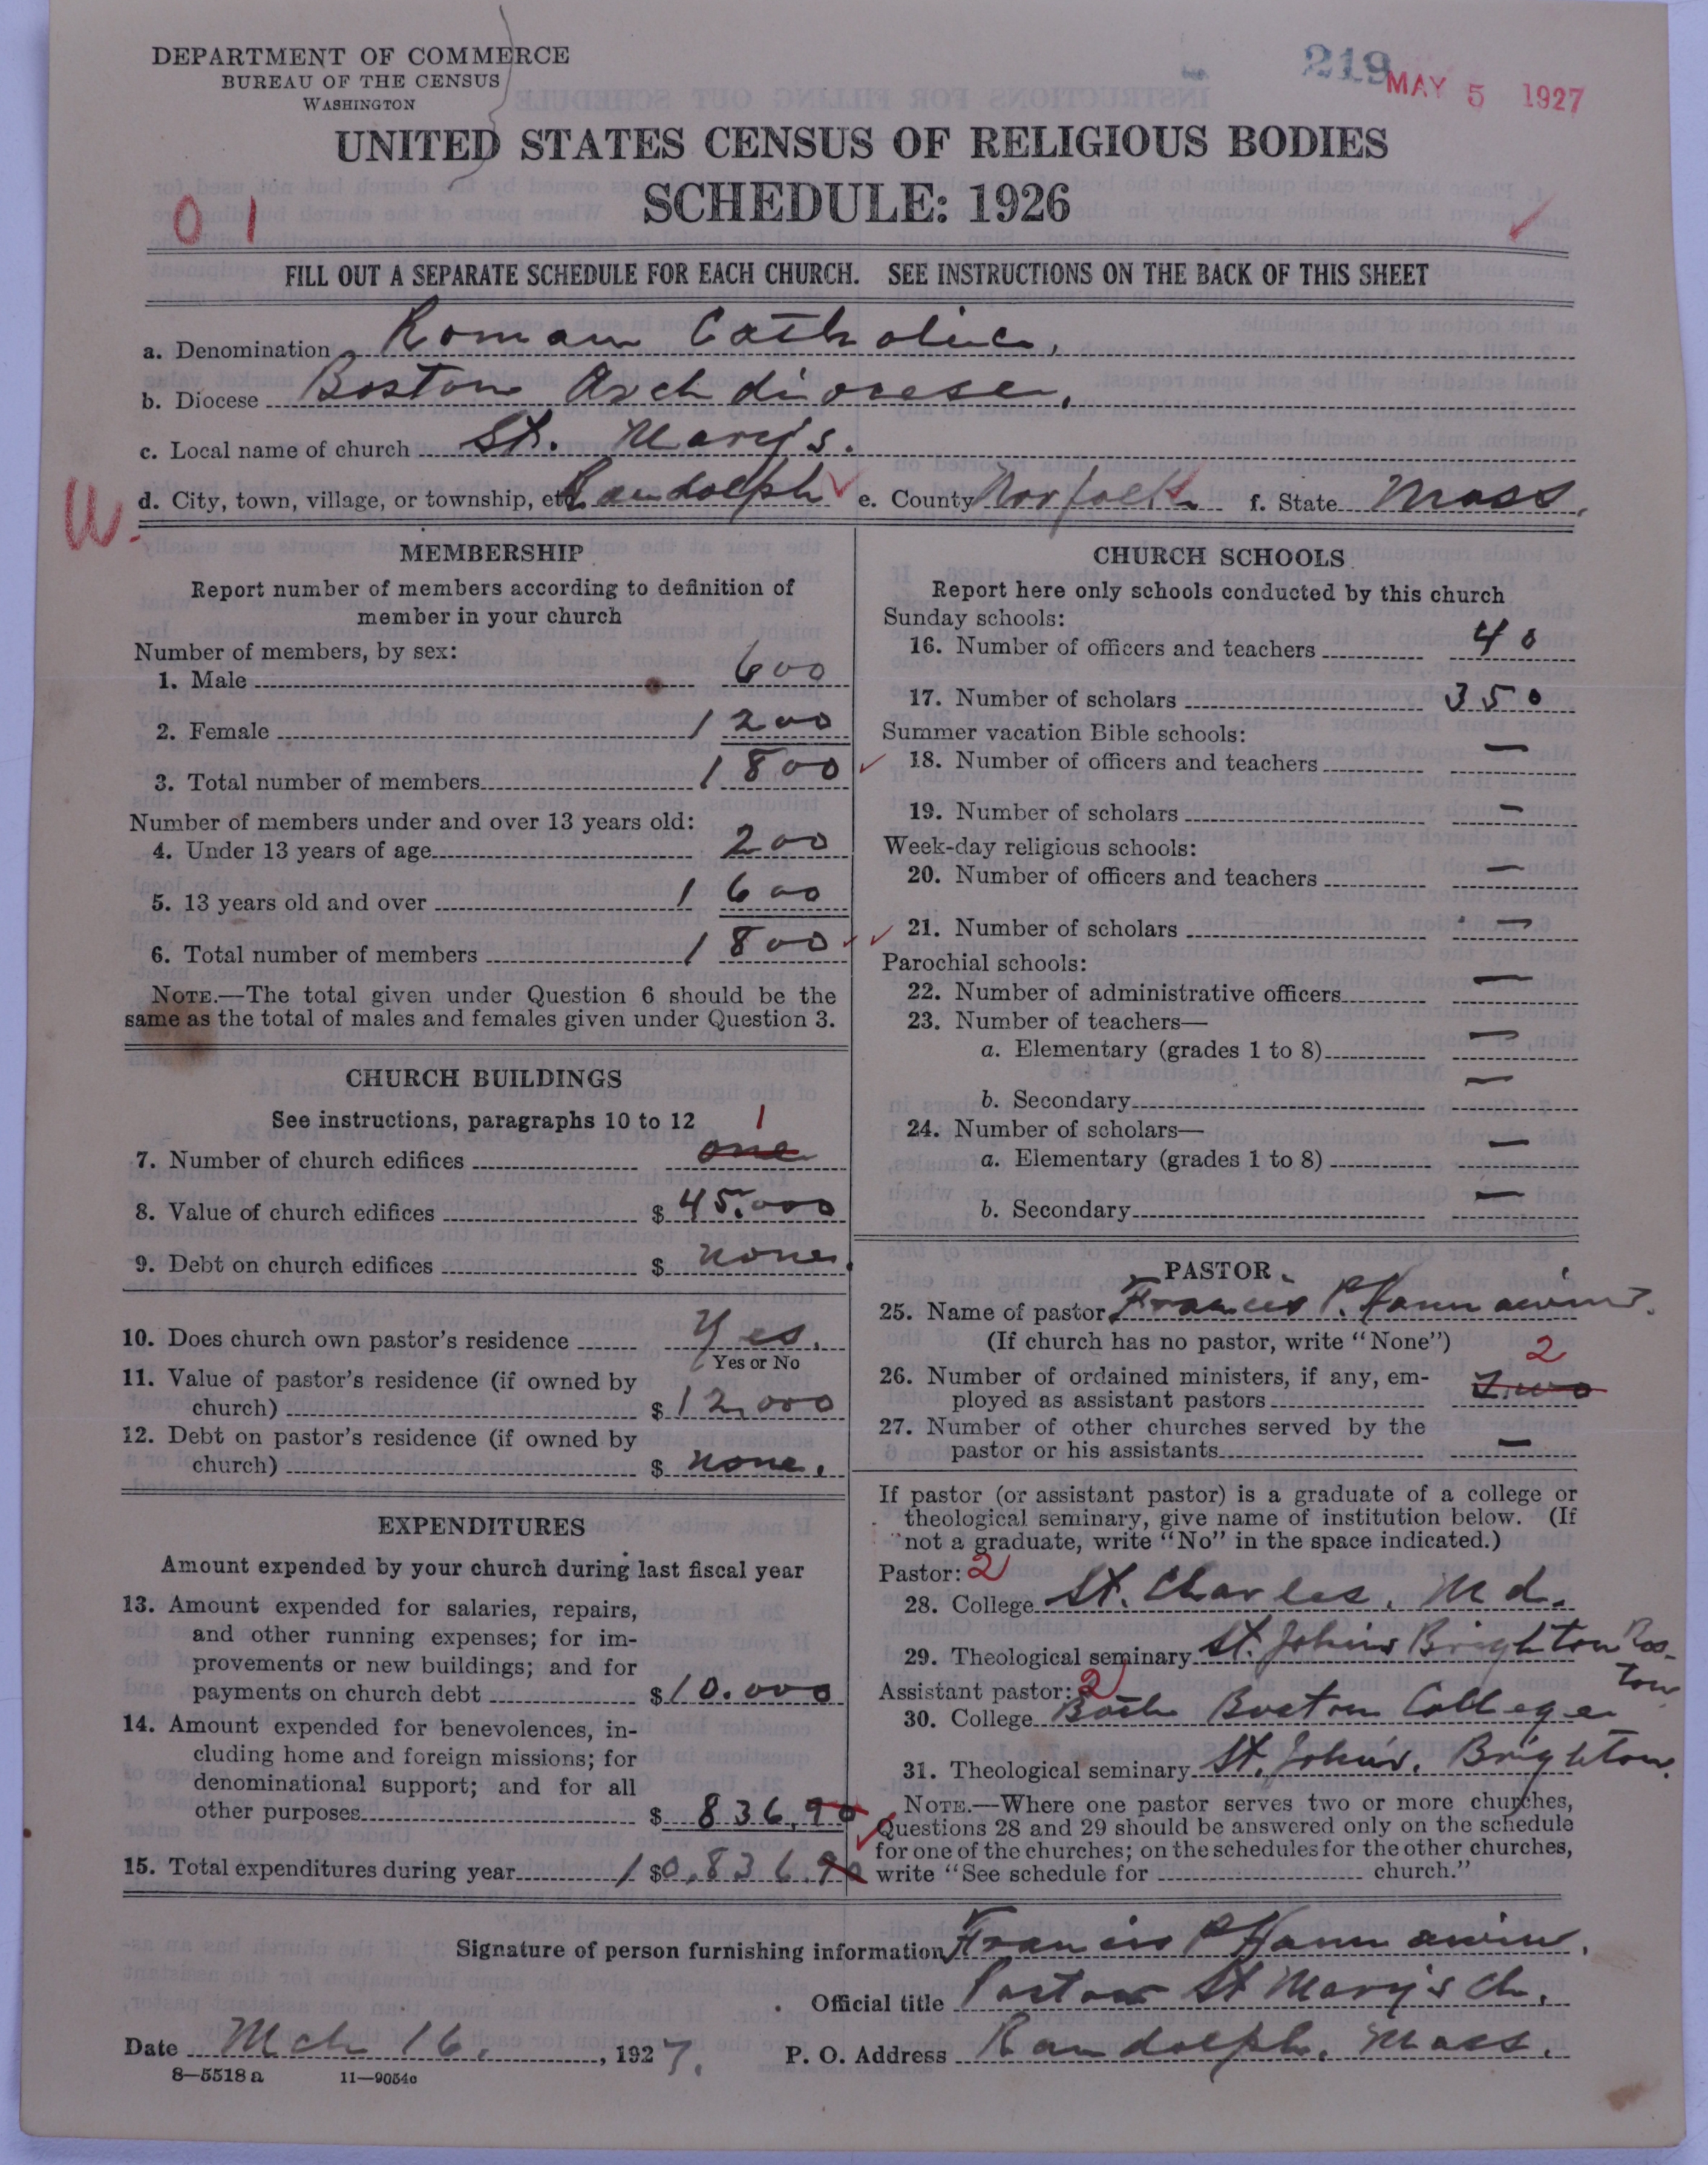 DEPARTMENT OF COMMERCE
BUREAU OF THE CENSUS
WASHINGTON
219
MAY 5 1927
UNITED STATES CENSUS OF RELIGIOUS BODIES
SCHEDULE: 1926
0 1
FILL OUT A SEPARATE SCHEDULE FOR EACH CHURCH. SEE INSTRUCTIONS ON THE BACK OF THIS SHEET
a. Denomination Roman Catholic,
b. Diocese Boston Archdiocese,
c. Local name of church St. Mary's.
W. d. City, town, village, or township, etc. Randolph e. County Norfolk f. State Mass.
MEMBERSHIP
Report number of members according to definition of
member in your church
Number of members, by sex:
1. Male 600
2. Female 1200
3. Total number of members 1800
Number of members under and over 13 years old:
4. Under 13 years of age 200
5. 13 years old and over 1600
6. Total number of members 1800
NOTE.—The total given under Question 6 should be the
same as the total of males and females given under Question 3.
CHURCH BUILDINGS
See instructions, paragraphs 10 to 12
7. Number of church edifices one 1
8. Value of church edifices $ 45.000
9. Debt on church edifices $ none.
10. Does church own pastor's residence Yes.
Yes or No
11. Value of pastor's residence (if owned by
church) $ 12,000
12. Debt on pastor's residence (if owned by
church) $ none.
EXPENDITURES
Amount expended by your church during last fiscal year
13. Amount expended for salaries, repairs,
and other running expenses; for im-
provements or new buildings; and for
payments on church debt $ 10.000
14. Amount expended for benevolences, in-
cluding home and foreign missions; for
denominational support; and for all
other purposes $ 836.90
15. Total expenditures during year $ 10,836.90
CHURCH SCHOOLS
Report here only schools conducted by this church
Sunday schools:
16. Number of officers and teachers 40
17. Number of scholars 350
Summer vacation Bible schools:
18. Number of officers and teachers —
19. Number of scholars —
Week-day religious schools:
20. Number of officers and teachers —
21. Number of scholars —
Parochial schools:
22. Number of administrative officers —
23. Number of teachers—
a. Elementary (grades 1 to 8) —
b. Secondary —
24. Number of scholars—
a. Elementary (grades 1 to 8) —
b. Secondary —
PASTOR
25. Name of pastor Francis P.
(If church has no pastor, write "None")
26. Number of ordained ministers, if any, em- 2
ployed as assistant pastors Two
27. Number of other churches served by the
pastor or his assistants —
If pastor (or assistant pastor) is a graduate of a college or
theological seminary, give name of institution below. (If
not a graduate, write "No" in the space indicated.)
Pastor: 2
28. College St. Charles, Md.
29. Theological seminary St. Johns Brighton Boston
Assistant pastor: 2
30. College Both Boston College
31. Theological seminary St. John's. Brighton.
NOTE.—Where one pastor serves two or more churches,
Questions 28 and 29 should be answered only on the schedule
for one of the churches; on the schedules for the other churches,
write "See schedule for church."
Signature of person furnishing information Francis P
Official title Pastor St Mary's Ch.
Date Mch 16, 1927. P. O. Address Randolph, Mass.
8—5518a 11—9054c